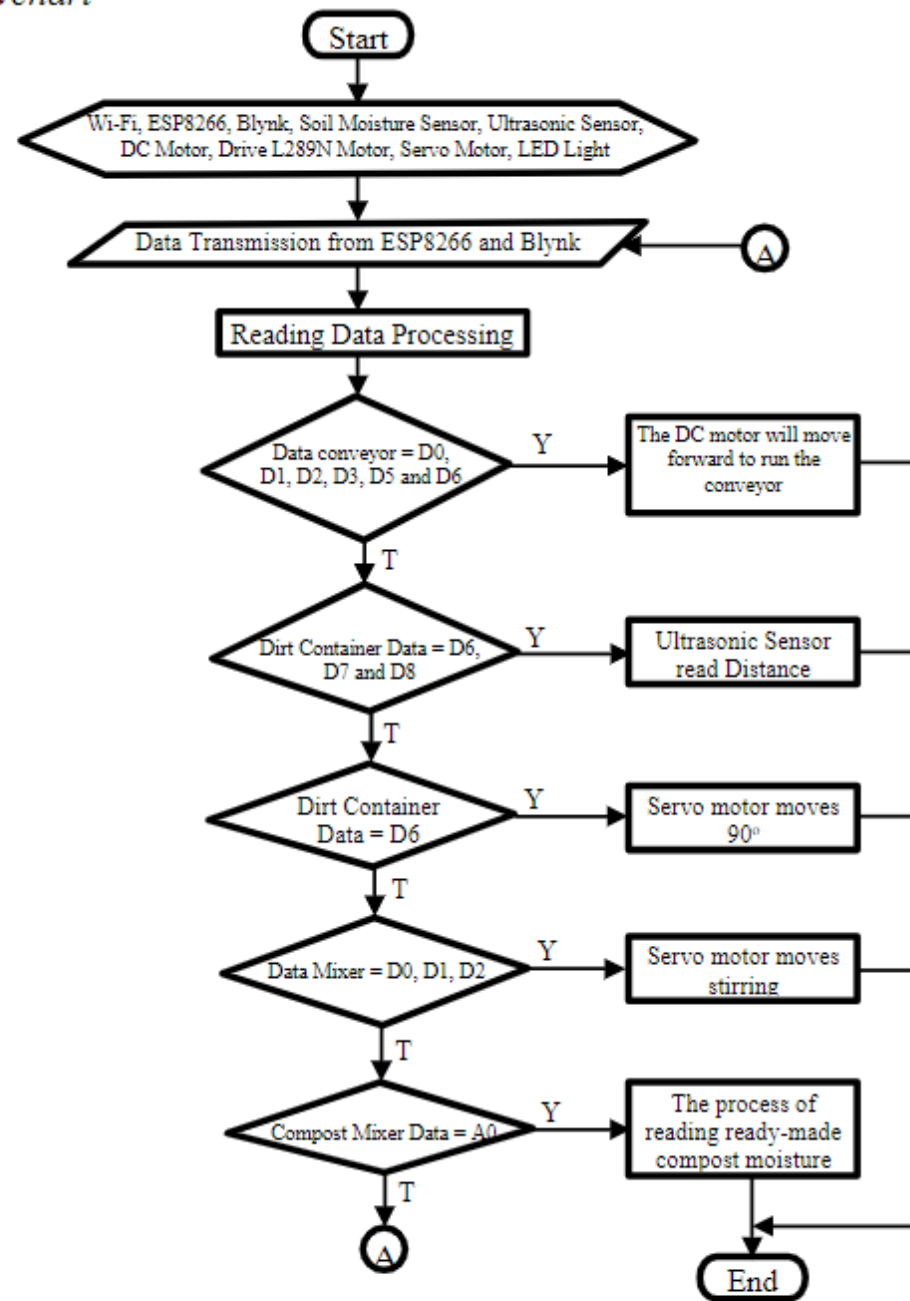 Start
Wi-Fi, ESP8266, Blynk, Soil Moisture Sensor, Ultrasonic Sensor,
DC Motor, Drive L289N Motor, Servo Motor, LED Light
Data Transmission from ESP8266 and Blynk
A
Reading Data Processing
Data conveyor = D0,
D1, D2, D3, D5 and D6
Y
The DC motor will move
forward to run the
conveyor
T
Dirt Container Data = D6,
D7 and D8
Y
Ultrasonic Sensor
read Distance
T
Dirt Container
Data = D6
Y
Servo motor moves
90°
T
Data Mixer = D0, D1, D2
Y
Servo motor moves
stirring
T
Compost Mixer Data = A0
Y
The process of
reading ready-made
compost moisture
T
A
End